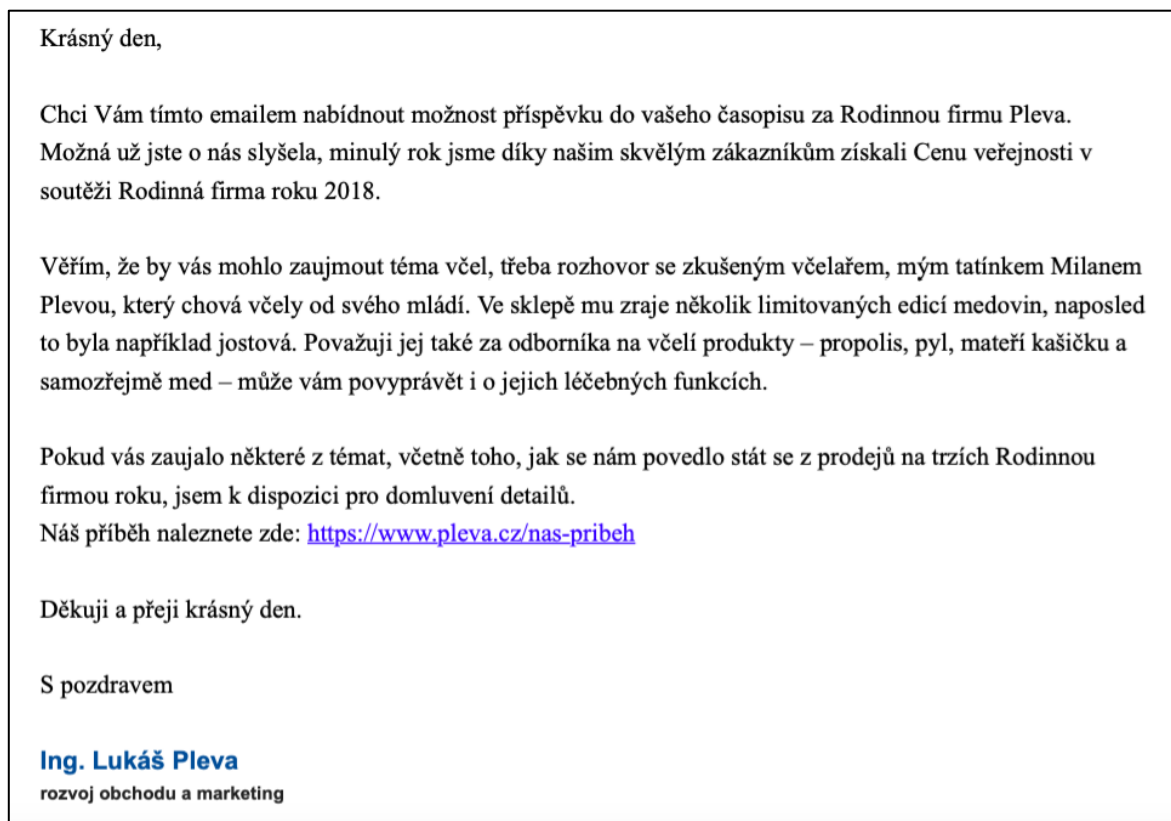 Krásný den,
Chci Vám tímto emailem nabídnout možnost příspěvku do vašeho časopisu za Rodinnou firmu Pleva.
Možná už jste o nás slyšela, minulý rok jsme díky našim skvělým zákazníkům získali Cenu veřejnosti v
soutěži Rodinná firma roku 2018.
Věřím, že by vás mohlo zaujmout téma včel, třeba rozhovor se zkušeným včelařem, mým tatínkem Milanem
Plevou, který chová včely od svého mládí. Ve sklepě mu zraje několik limitovaných edicí medovin, naposled
to byla například jostová. Považuji jej také za odborníka na včelí produkty – propolis, pyl, mateří kašičku a
samozřejmě med – může vám povyprávět i o jejich léčebných funkcích.
Pokud vás zaujalo některé z témat, včetně toho, jak se nám povedlo stát se z prodejů na trzích Rodinnou
firmou roku, jsem k dispozici pro domluvení detailů.
Náš příběh naleznete zde: https://www.pleva.cz/nas-pribeh
Děkuji a přeji krásný den.
S pozdravem
Ing. Lukáš Pleva
rozvoj obchodu a marketing